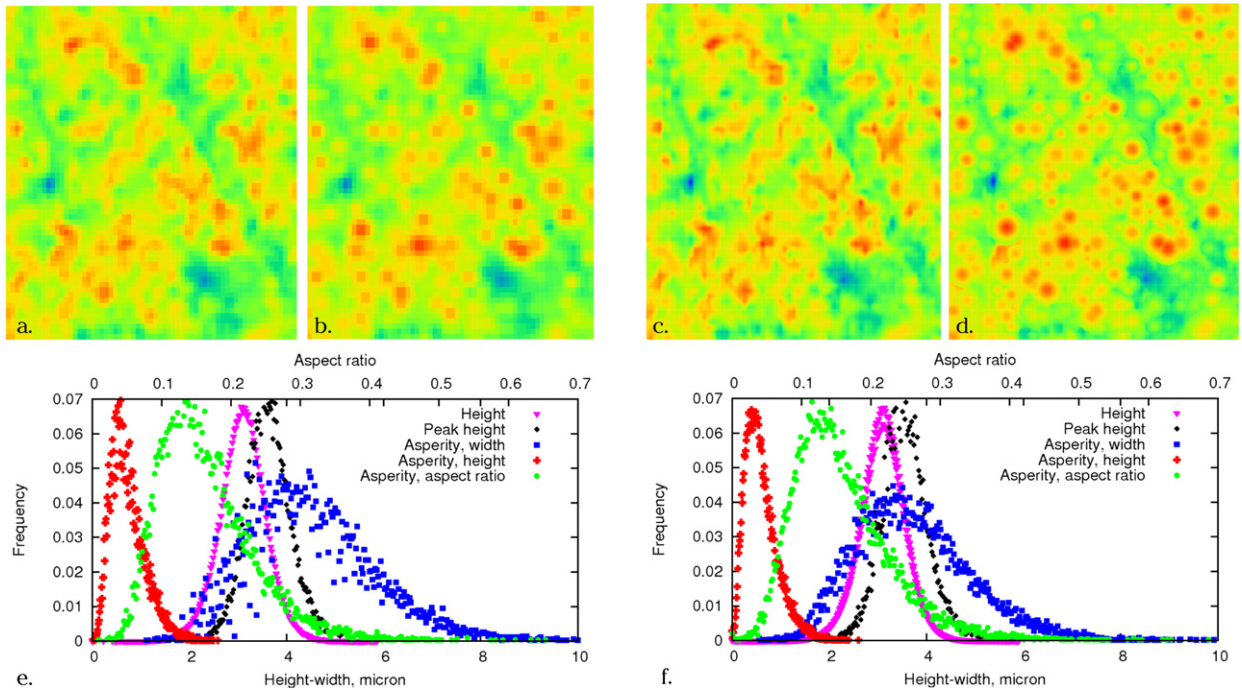 a.
b.
c.
d.
Aspect ratio
0 0.1 0.2 0.3 0.4 0.5 0.6 0.7
0.07
0.06
0.05
0.04
0.03
0.02
0.01
0
Frequency
Height
Peak height
Asperity, width
Asperity, height
Asperity, aspect ratio
0 2 4 6 8 10
Height-width, micron
e.
Aspect ratio
0 0.1 0.2 0.3 0.4 0.5 0.6 0.7
0.07
0.06
0.05
0.04
0.03
0.02
0.01
0
Frequency
Height
Peak height
Asperity, width
Asperity, height
Asperity, aspect ratio
0 2 4 6 8 10
Height-width, micron
f.